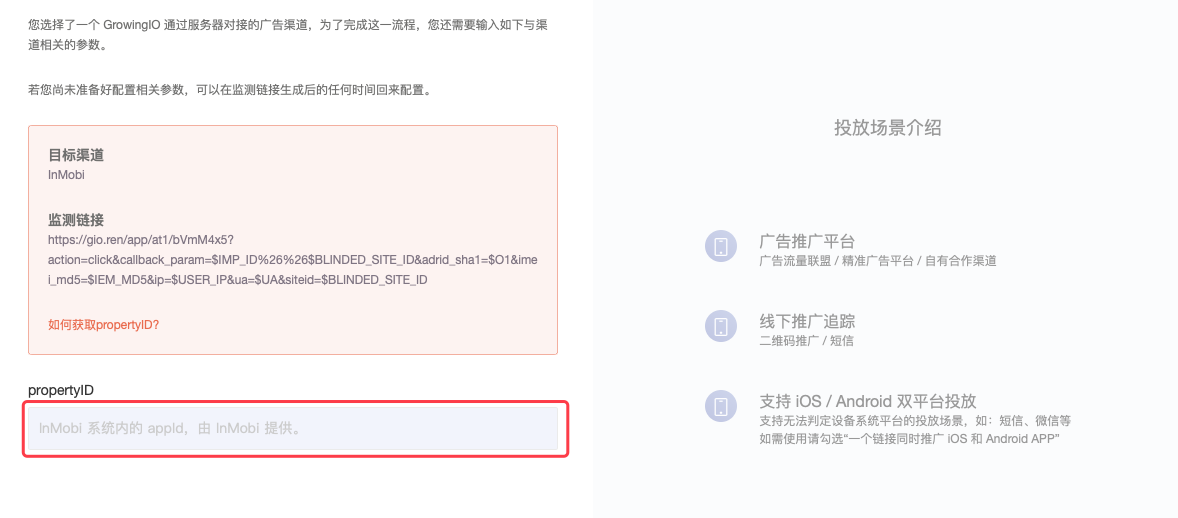 您选择了一个 GrowingIO 通过服务器对接的广告渠道，为了完成这一流程，您还需要输入如下与渠
道相关的参数。
若您尚未准备好配置相关参数，可以在监测链接生成后的任何时间回来配置。
目标渠道
InMobi
监测链接
https://gio.ren/app/at1/bVmM4x5?
action=click&callback_param=$IMP_ID%26%26$BLINDED_SITE_ID&adrid_sha1=$O1&ime
i_md5=$IEM_MD5&ip=$USER_IP&ua=$UA&siteid=$BLINDED_SITE_ID
如何获取propertyID?
propertyID
InMobi 系统内的 appId，由 InMobi 提供。
投放场景介绍
广告推广平台
广告流量联盟 / 精准广告平台 / 自有合作渠道
线下推广追踪
二维码推广 / 短信
支持 iOS / Android 双平台投放
支持无法判定设备系统平台的投放场景，如：短信、微信等
如需使用请勾选“一个链接同时推广 iOS 和 Android APP”